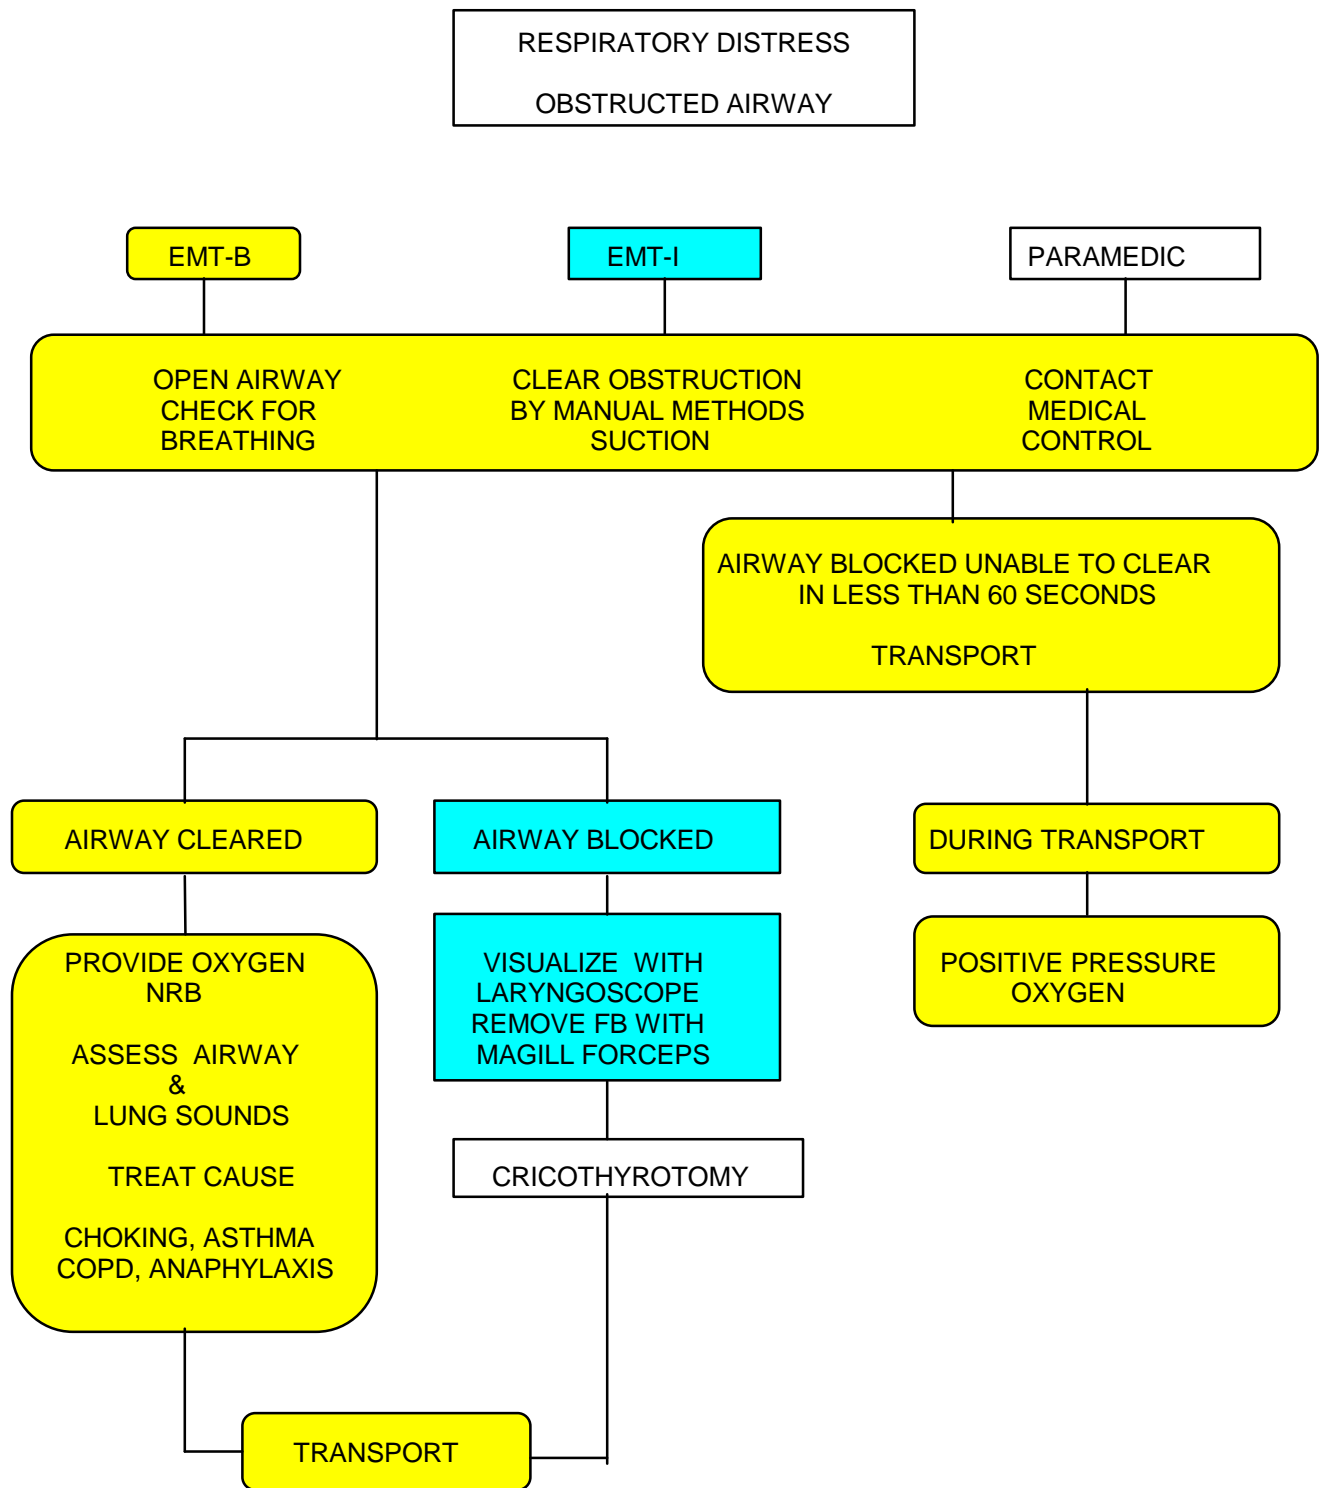 RESPIRATORY DISTRESS
OBSTRUCTED AIRWAY
EMT-B
EMT-I
PARAMEDIC
OPEN AIRWAY
CHECK FOR
BREATHING
CLEAR OBSTRUCTION
BY MANUAL METHODS
SUCTION
CONTACT
MEDICAL
CONTROL
AIRWAY BLOCKED UNABLE TO CLEAR
IN LESS THAN 60 SECONDS
TRANSPORT
AIRWAY CLEARED
AIRWAY BLOCKED
DURING TRANSPORT
PROVIDE OXYGEN
NRB
ASSESS AIRWAY
&
LUNG SOUNDS
TREAT CAUSE
CHOKING, ASTHMA
COPD, ANAPHYLAXIS
VISUALIZE WITH
LARYNGOSCOPE
REMOVE FB WITH
MAGILL FORCEPS
POSITIVE PRESSURE
OXYGEN
CRICOTHYROTOMY
TRANSPORT